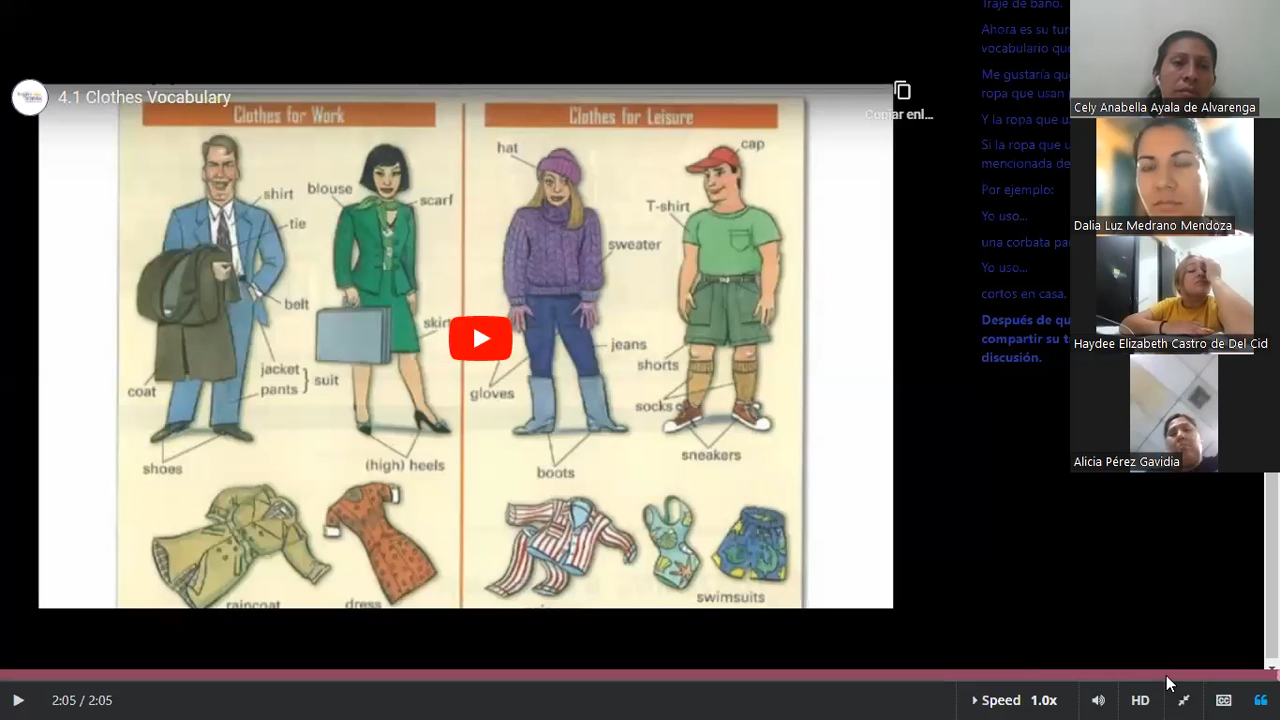 4.1 Clothes Vocabulary
Copiar enl...
Clothes for Work
Clothes for Leisure
shirt
tie
belt
jacket
pants
suit
coat
shoes
blouse
scarf
skirt
(high) heels
raincoat
dress
hat
sweater
jeans
gloves
boots
cap
T-shirt
shorts
socks
sneakers
swimsuits
Traje de baño.
Ahora es su tur
vocabulario que
Me gustaría que
ropa que usan
Y la ropa que u
Si la ropa que u
mencionada de
Por ejemplo:
Yo uso...
una corbata pa
Yo uso...
cortos en casa.
Después de qu
compartir su t
discusión.
Cely Anabella Ayala de Alvarenga
Dalia Luz Medrano Mendoza
Haydee Elizabeth Castro de Del Cid
Alicia Pérez Gavidia
2:05 / 2:05
Speed 1.0x
HD
CC